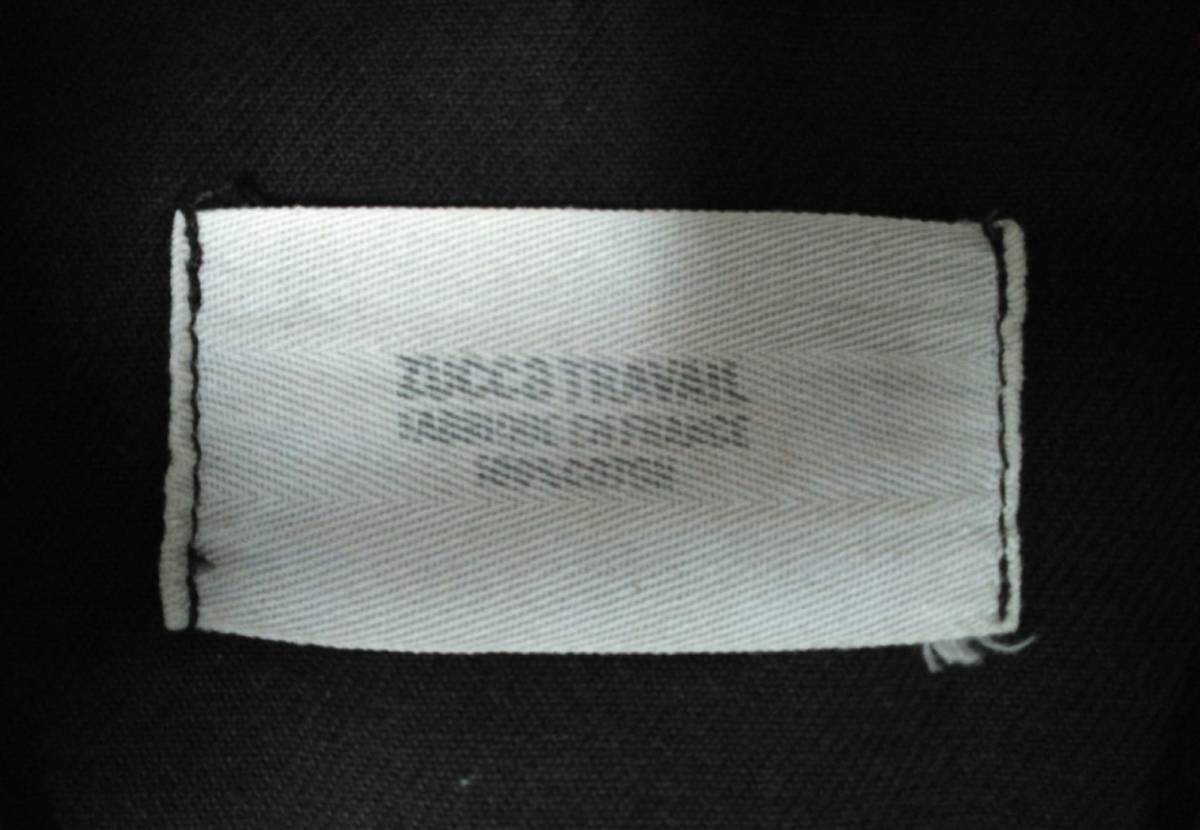 ZUCCA TRAVAIL
FABRIQUE EN FRANCE
100% COTON